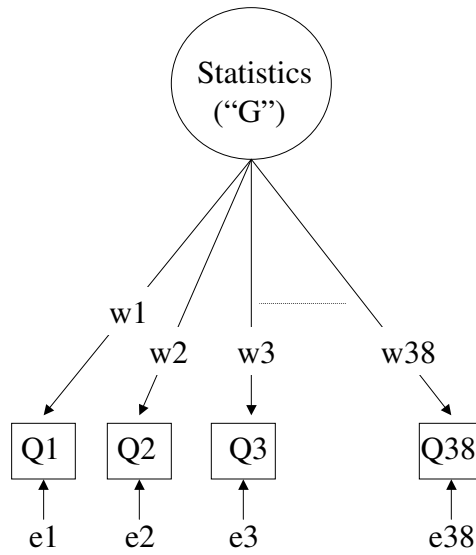 Statistics
(“G”)
w1
w2 w3 w38
Q1 Q2 Q3 Q38
e1 e2 e3 e38